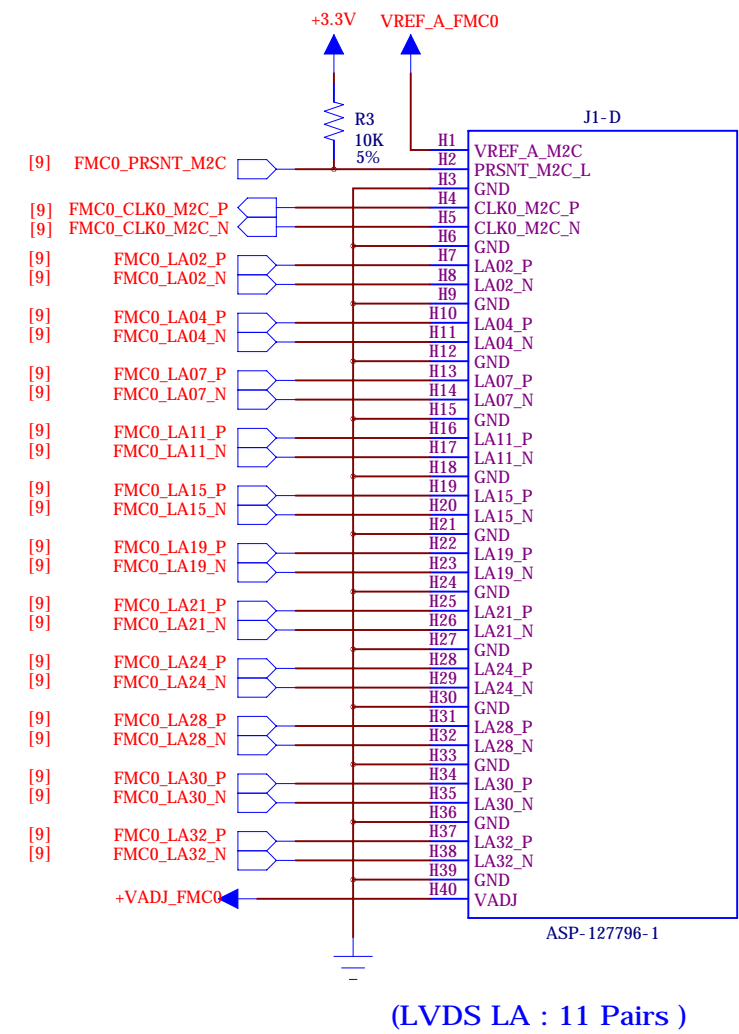 +3.3V VREF_A_FMC0
J1-D
R3
10K
5%
H1 VREF_A_M2C
[9] FMC0_PRSNT_M2C H2 PRSNT_M2C_L
H3 GND
[9] FMC0_CLK0_M2C_P H4 CLK0_M2C_P
[9] FMC0_CLK0_M2C_N H5 CLK0_M2C_N
H6 GND
[9] FMC0_LA02_P H7 LA02_P
[9] FMC0_LA02_N H8 LA02_N
H9 GND
[9] FMC0_LA04_P H10 LA04_P
[9] FMC0_LA04_N H11 LA04_N
H12 GND
[9] FMC0_LA07_P H13 LA07_P
[9] FMC0_LA07_N H14 LA07_N
H15 GND
[9] FMC0_LA11_P H16 LA11_P
[9] FMC0_LA11_N H17 LA11_N
H18 GND
[9] FMC0_LA15_P H19 LA15_P
[9] FMC0_LA15_N H20 LA15_N
H21 GND
[9] FMC0_LA19_P H22 LA19_P
[9] FMC0_LA19_N H23 LA19_N
H24 GND
[9] FMC0_LA21_P H25 LA21_P
[9] FMC0_LA21_N H26 LA21_N
H27 GND
[9] FMC0_LA24_P H28 LA24_P
[9] FMC0_LA24_N H29 LA24_N
H30 GND
[9] FMC0_LA28_P H31 LA28_P
[9] FMC0_LA28_N H32 LA28_N
H33 GND
[9] FMC0_LA30_P H34 LA30_P
[9] FMC0_LA30_N H35 LA30_N
H36 GND
[9] FMC0_LA32_P H37 LA32_P
[9] FMC0_LA32_N H38 LA32_N
H39 GND
+VADJ_FMC0 H40 VADJ
ASP-127796-1
(LVDS LA : 11 Pairs )